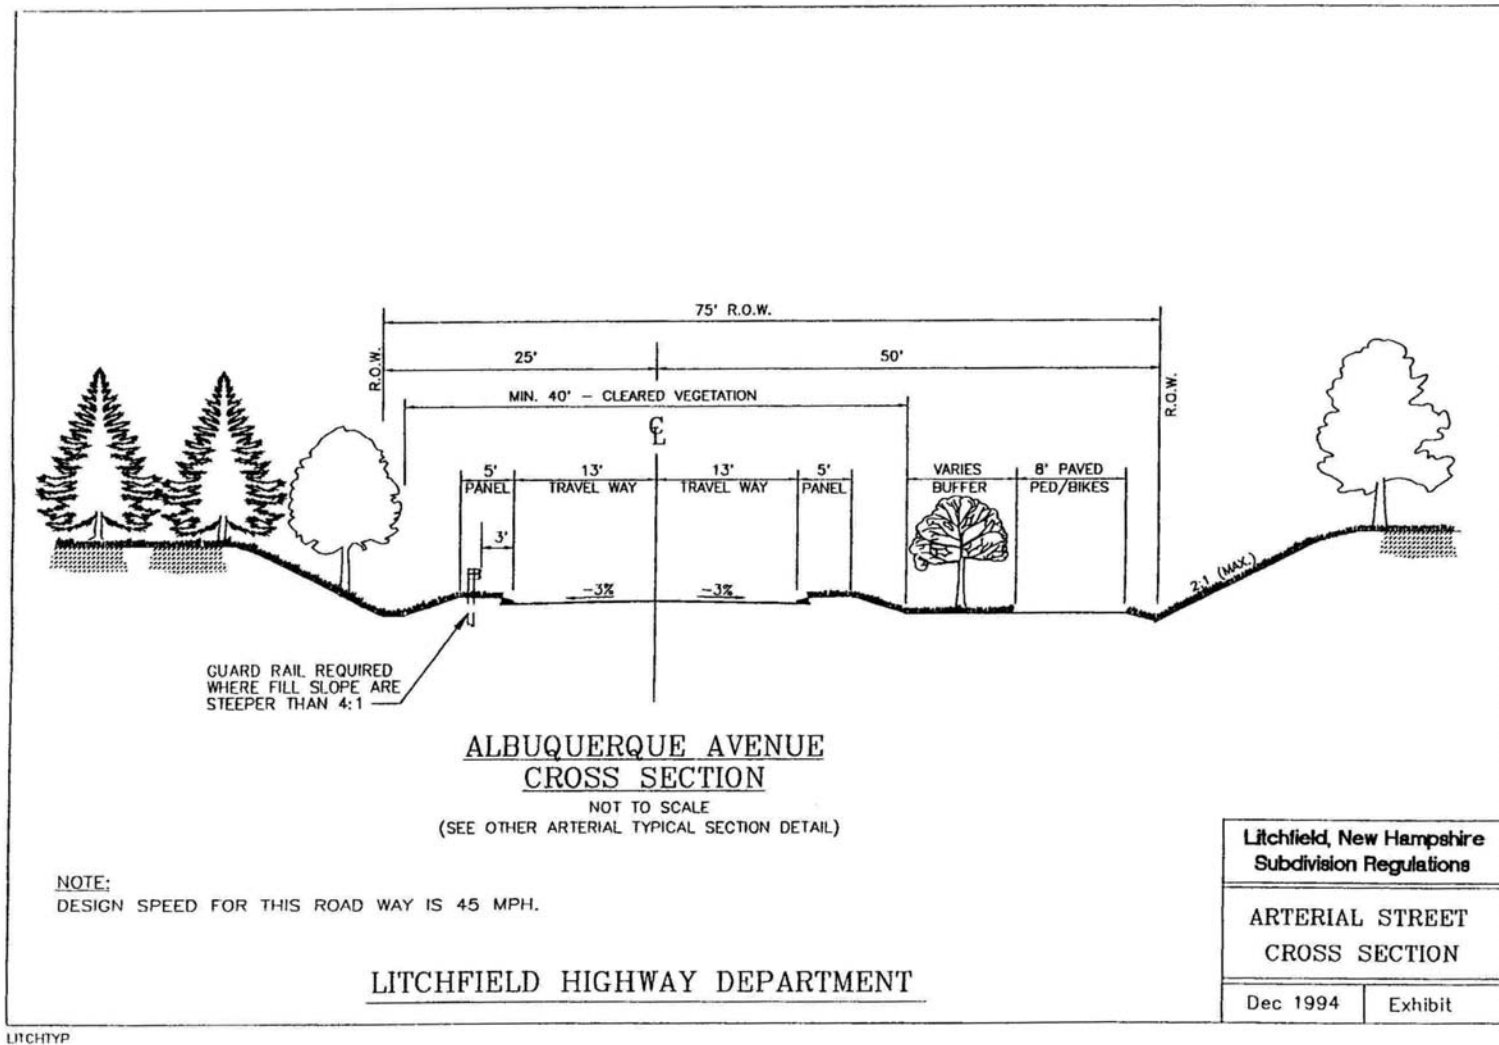 75' R.O.W.
25'
50'
R.O.W.
R.O.W.
MIN. 40' - CLEARED VEGETATION
℄
5'
PANEL
13'
TRAVEL WAY
13'
TRAVEL WAY
5'
PANEL
VARIES
BUFFER
8' PAVED
PED/BIKES
3'
-3%
-3%
2:1 (MAX.)
GUARD RAIL REQUIRED
WHERE FILL SLOPE ARE
STEEPER THAN 4:1
ALBUQUERQUE AVENUE
CROSS SECTION
NOT TO SCALE
(SEE OTHER ARTERIAL TYPICAL SECTION DETAIL)
NOTE:
DESIGN SPEED FOR THIS ROAD WAY IS 45 MPH.
LITCHFIELD HIGHWAY DEPARTMENT
Litchfield, New Hampshire
Subdivision Regulations
ARTERIAL STREET
CROSS SECTION
Dec 1994
Exhibit
LITCHTYP